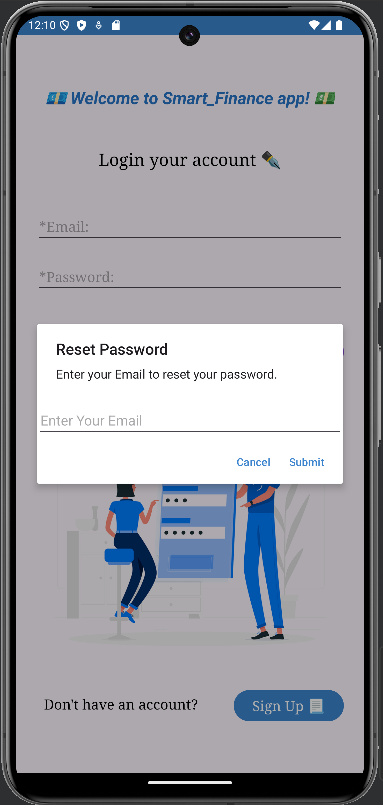 12:10
💶 Welcome to Smart_Finance app! 💵
Login your account ✒️
*Email:
*Password:
Reset Password
Enter your Email to reset your password.
Enter Your Email
Cancel Submit
Don't have an account? Sign Up 📃